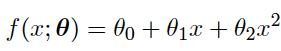 f(x; θ) = θ₀ + θ₁x + θ₂x²